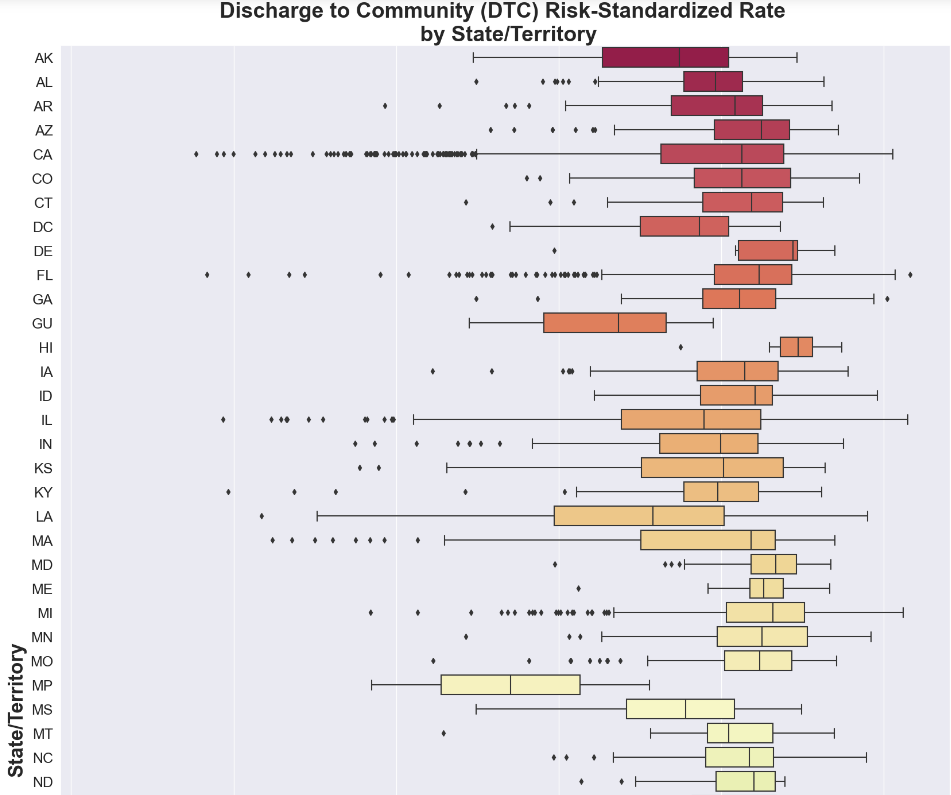 Discharge to Community (DTC) Risk-Standardized Rate
by State/Territory
AK
AL
AR
AZ
CA
CO
CT
DC
DE
FL
GA
GU
HI
IA
ID
IL
IN
KS
KY
LA
MA
MD
ME
MI
MN
MO
MP
MS
MT
NC
ND
State/Territory